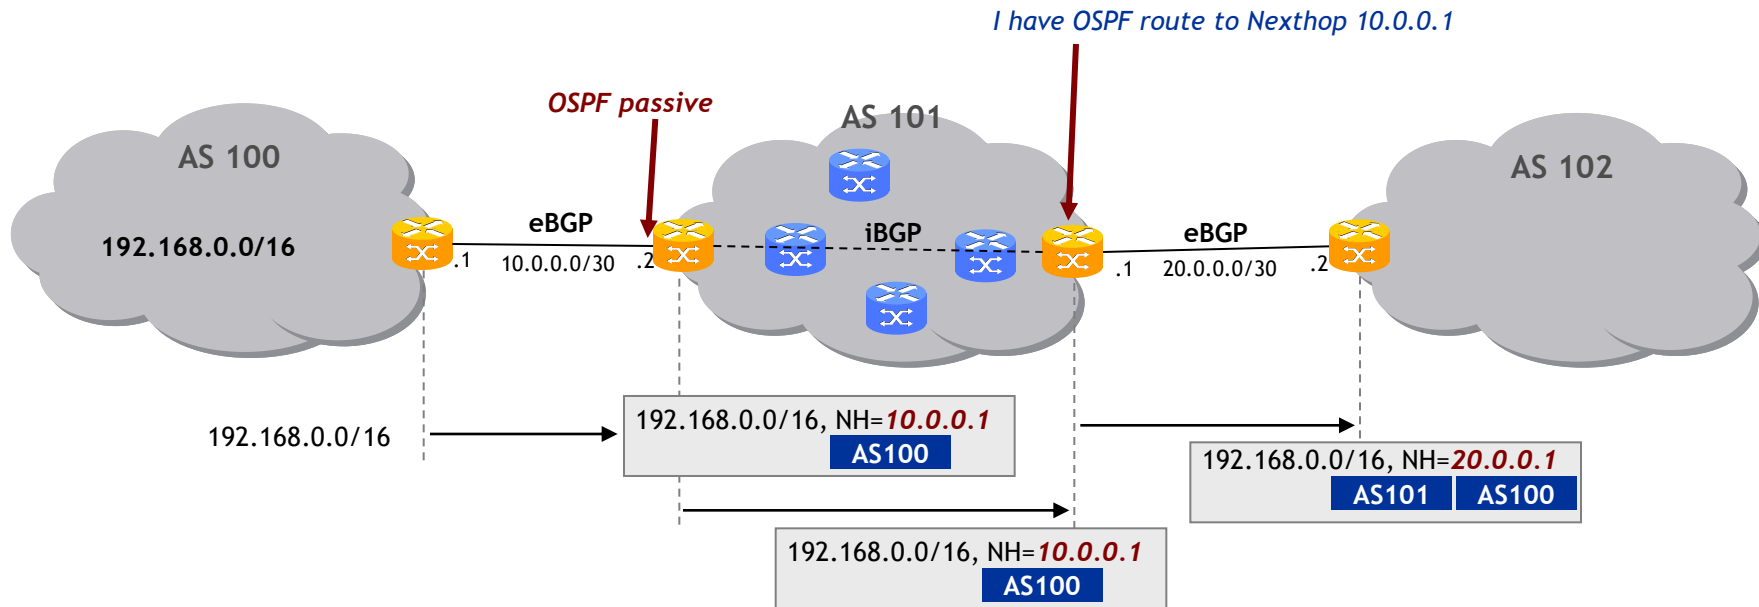 I have OSPF route to Nexthop 10.0.0.1
OSPF passive
AS 101
AS 100
AS 102
192.168.0.0/16
eBGP
.1
10.0.0.0/30
.2
iBGP
eBGP
.1
20.0.0.0/30
.2
192.168.0.0/16
192.168.0.0/16, NH=10.0.0.1
AS100
192.168.0.0/16, NH=20.0.0.1
AS101 AS100
192.168.0.0/16, NH=10.0.0.1
AS100